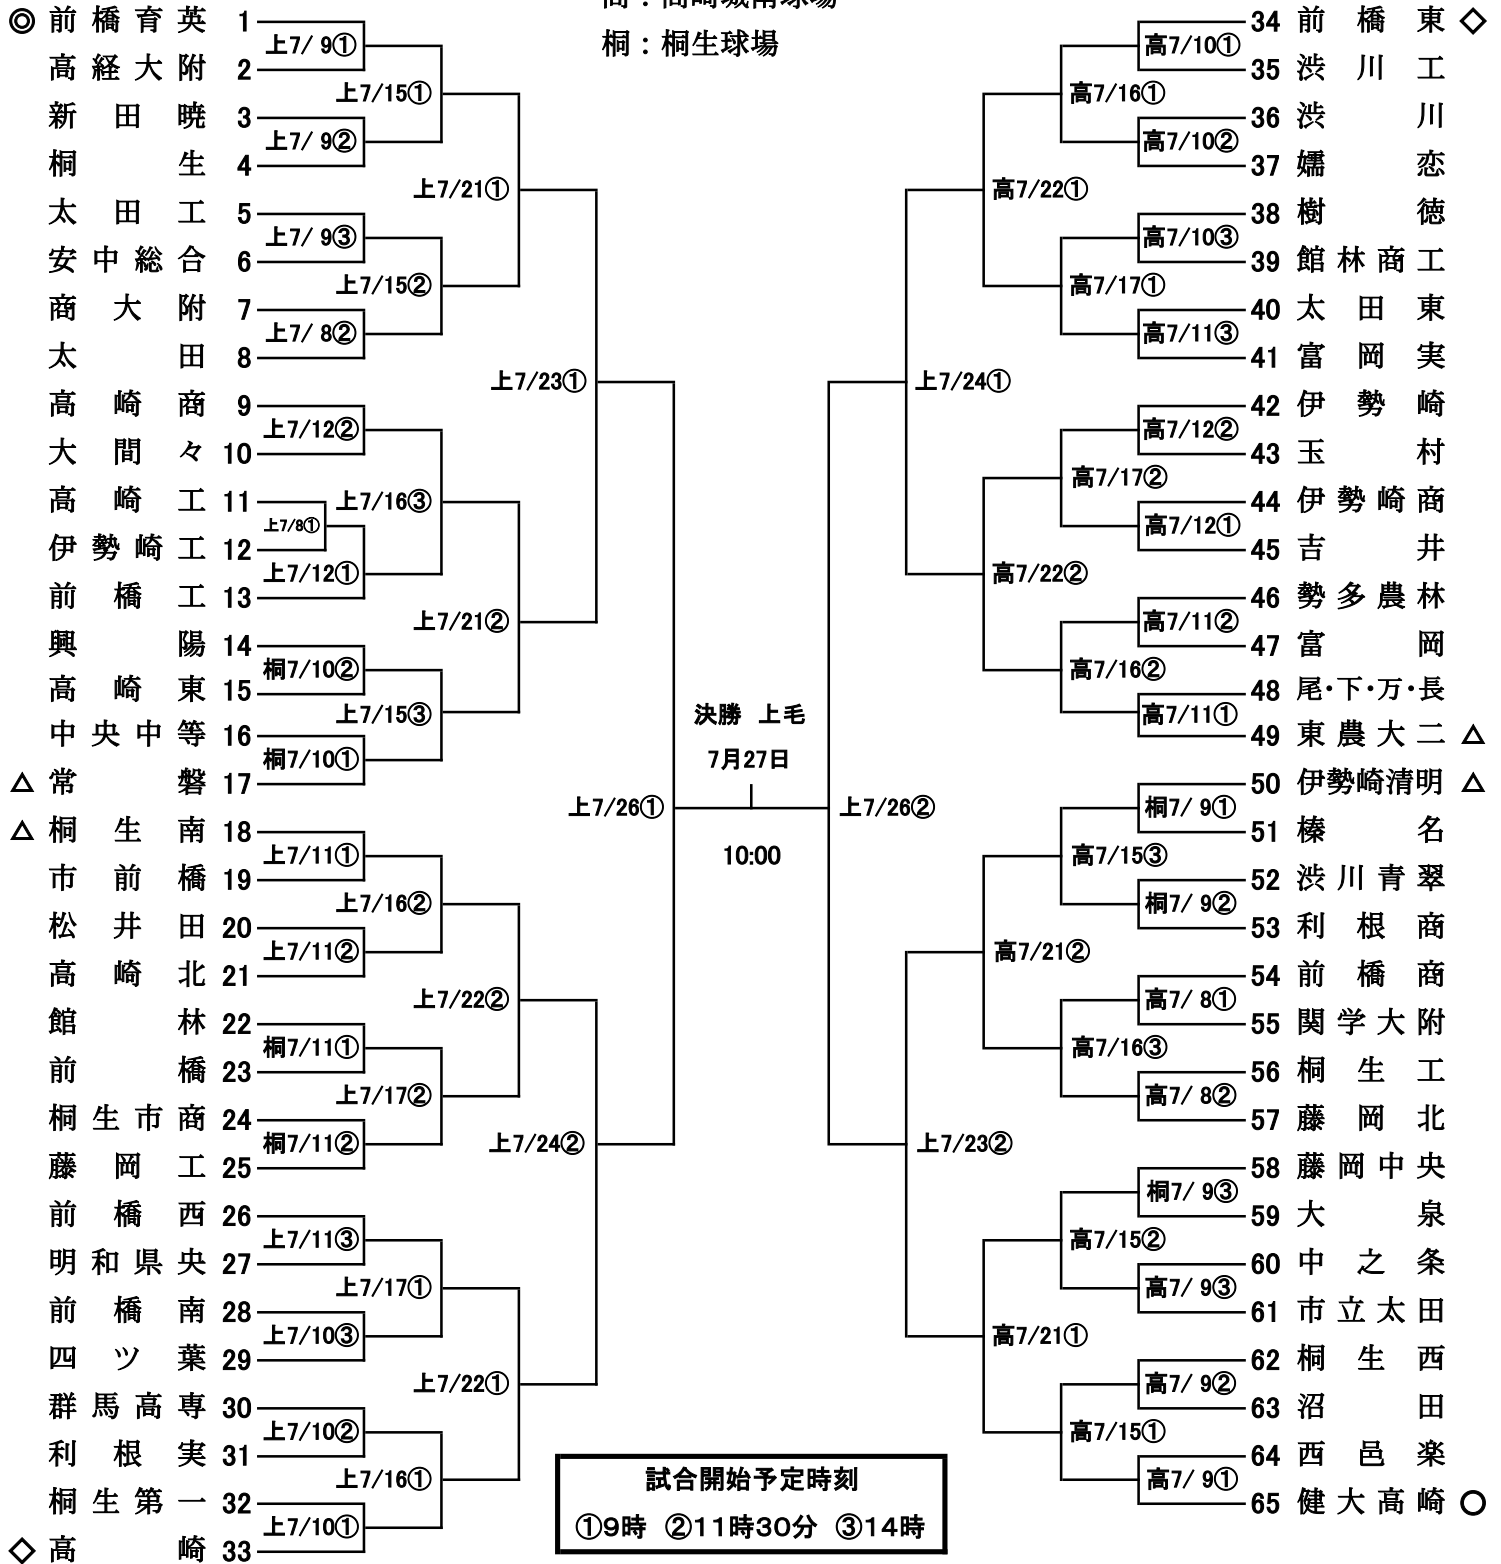 桐：桐生球場
◎ 前橋育英 1
高経大附 2
新田暁 3
桐生 4
太田工 5
安中総合 6
商大附 7
太田 8
高崎商 9
大間々 10
高崎工 11
伊勢崎工 12
前橋工 13
興陽 14
高崎東 15
中央中等 16
△ 常磐 17
△ 桐生南 18
市前橋 19
松井田 20
高崎北 21
館林 22
前橋 23
桐生市商 24
藤岡工 25
前橋西 26
明和県央 27
前橋南 28
四ツ葉 29
群馬高専 30
利根実 31
桐生第一 32
◇ 高崎 33
上7/ 9①
上7/ 9②
上7/ 9③
上7/ 8②
上7/12②
上7/8①
上7/12①
桐7/10②
桐7/10①
上7/11①
上7/11②
桐7/11①
桐7/11②
上7/11③
上7/10③
上7/10②
上7/10①
上7/15①
上7/15②
上7/16③
上7/15③
上7/16②
上7/17②
上7/17①
上7/16①
上7/21①
上7/21②
上7/22②
上7/22①
上7/23①
上7/24②
上7/26①
決勝 上毛
7月27日
10:00
上7/26②
上7/24①
上7/23②
高7/22①
高7/22②
高7/21②
高7/21①
高7/16①
高7/17①
高7/17②
高7/16②
高7/15③
高7/16③
高7/15②
高7/15①
高7/10①
高7/10②
高7/10③
高7/11③
高7/12②
高7/12①
高7/11②
高7/11①
桐7/ 9①
桐7/ 9②
高7/ 8①
高7/ 8②
桐7/ 9③
高7/ 9③
高7/ 9②
高7/ 9①
34 前橋東 ◇
35 渋川工
36 渋川
37 嬬恋
38 樹徳
39 館林商工
40 太田東
41 富岡実
42 伊勢崎
43 玉村
44 伊勢崎商
45 吉井
46 勢多農林
47 富岡
48 尾・下・万・長
49 東農大二 △
50 伊勢崎清明 △
51 榛名
52 渋川青翠
53 利根商
54 前橋商
55 関学大附
56 桐生工
57 藤岡北
58 藤岡中央
59 大泉
60 中之条
61 市立太田
62 桐生西
63 沼田
64 西邑楽
65 健大高崎 ○
試合開始予定時刻
①9時 ②11時30分 ③14時